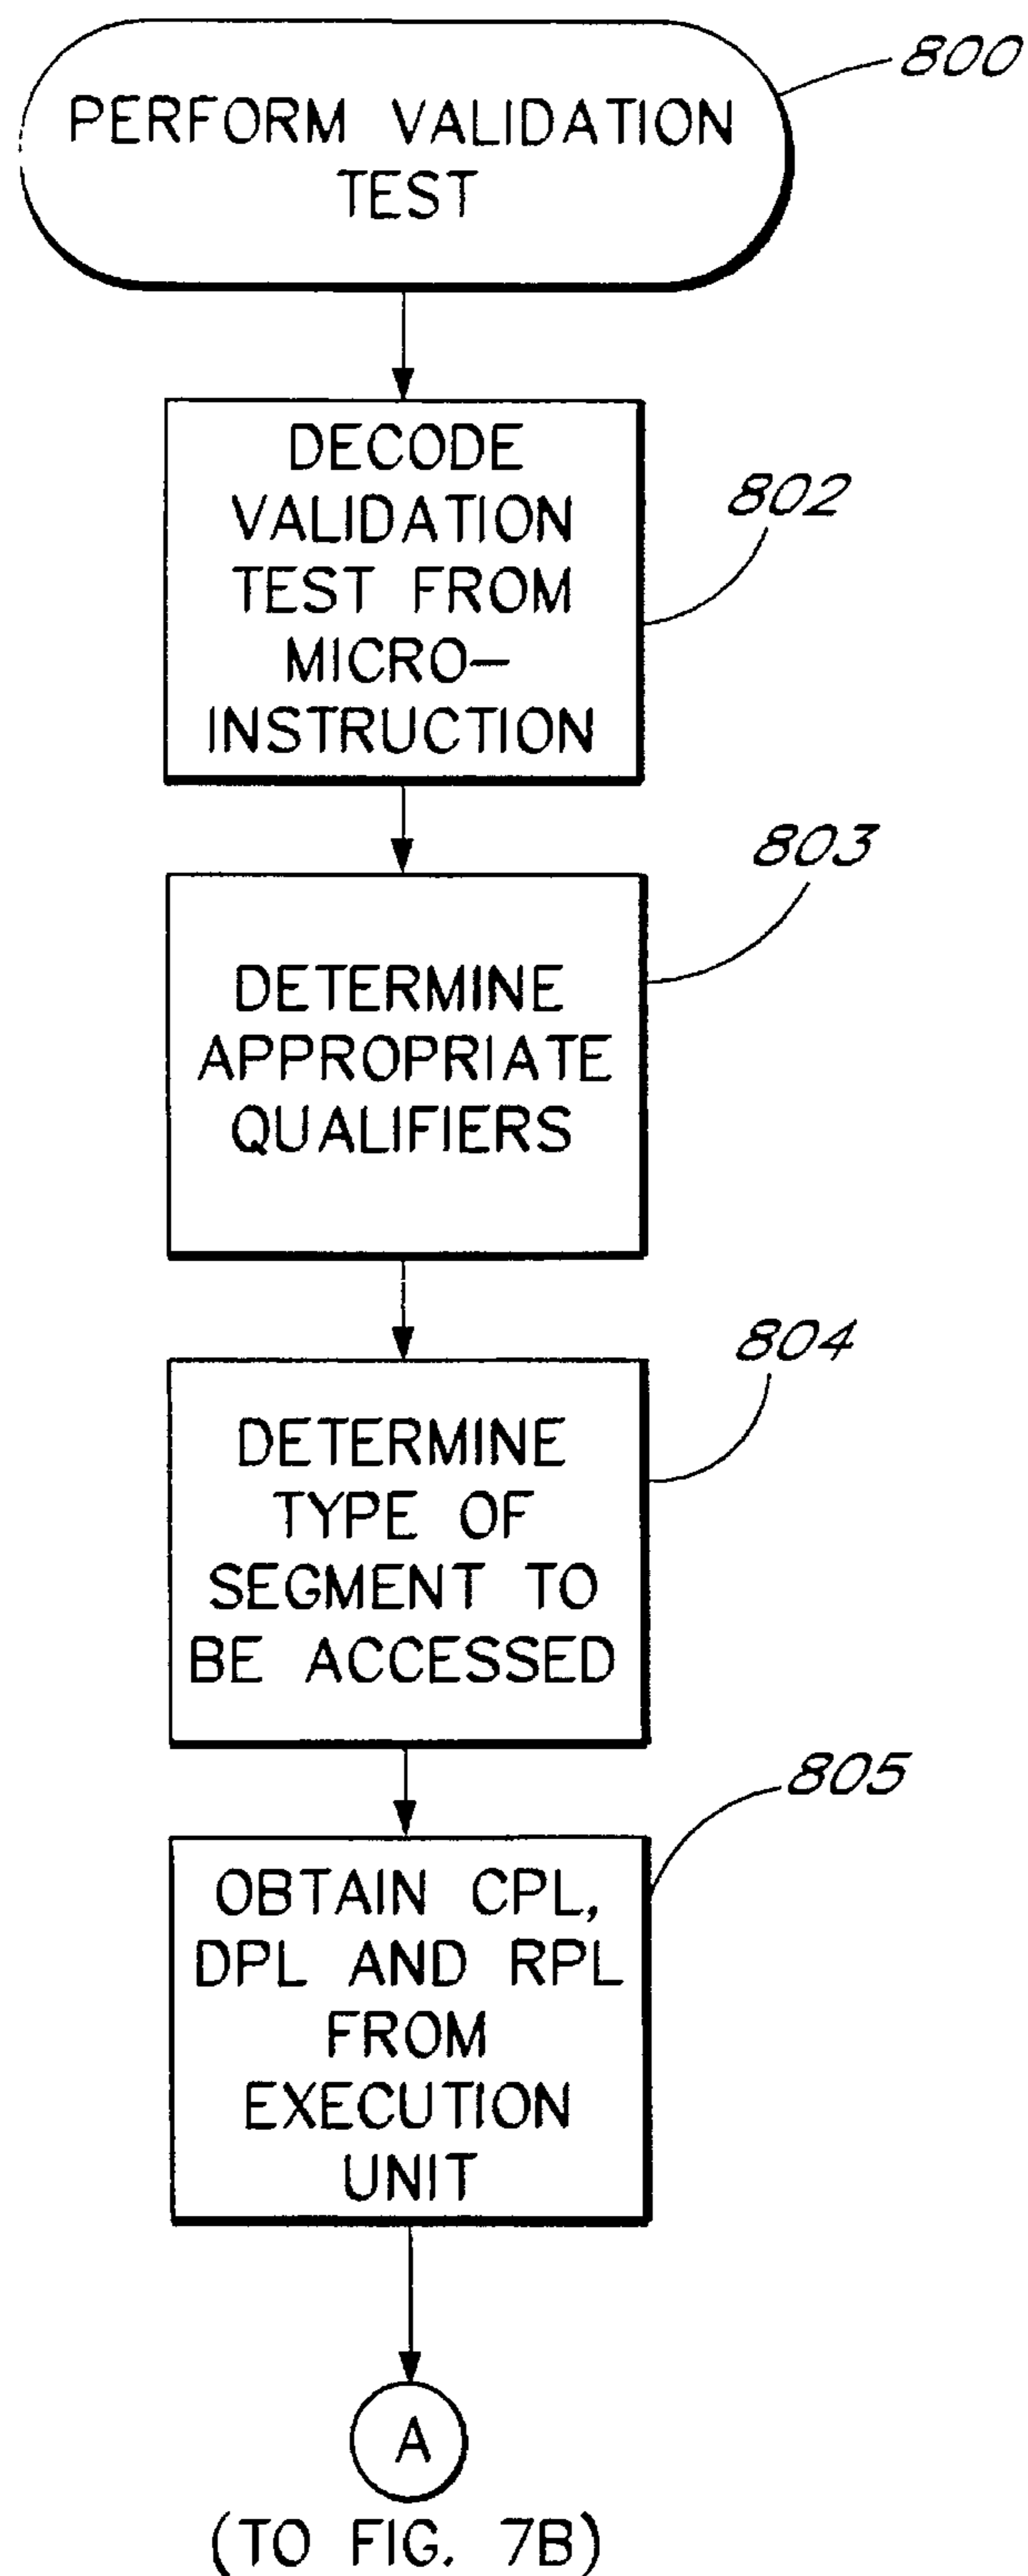 800
PERFORM VALIDATION
TEST
802
DECODE
VALIDATION
TEST FROM
MICRO-
INSTRUCTION
803
DETERMINE
APPROPRIATE
QUALIFIERS
804
DETERMINE
TYPE OF
SEGMENT TO
BE ACCESSED
805
OBTAIN CPL,
DPL AND RPL
FROM
EXECUTION
UNIT
A
(TO FIG. 7B)